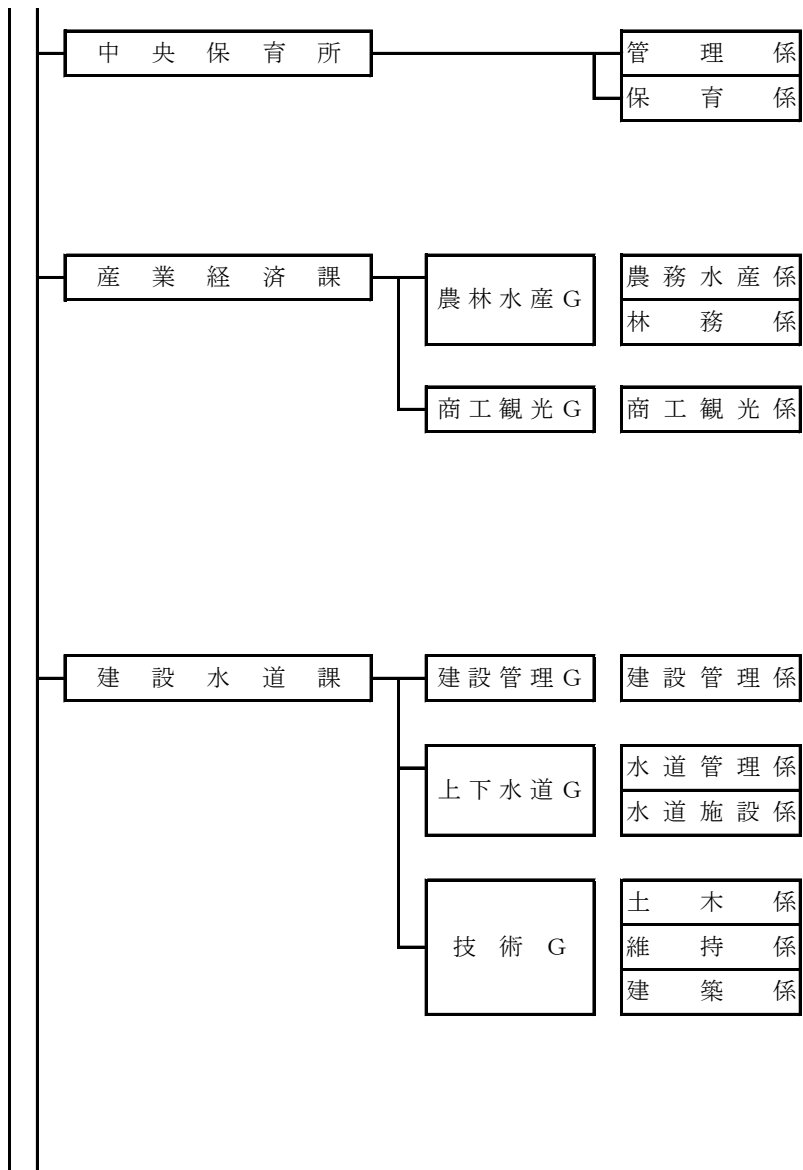 中央保育所 管理係
保育係
産業経済課 農林水産G 農務水産係
林務係
商工観光G 商工観光係
建設水道課 建設管理G 建設管理係
上下水道G 水道管理係
水道施設係
技術G 土木係
維持係
建築係